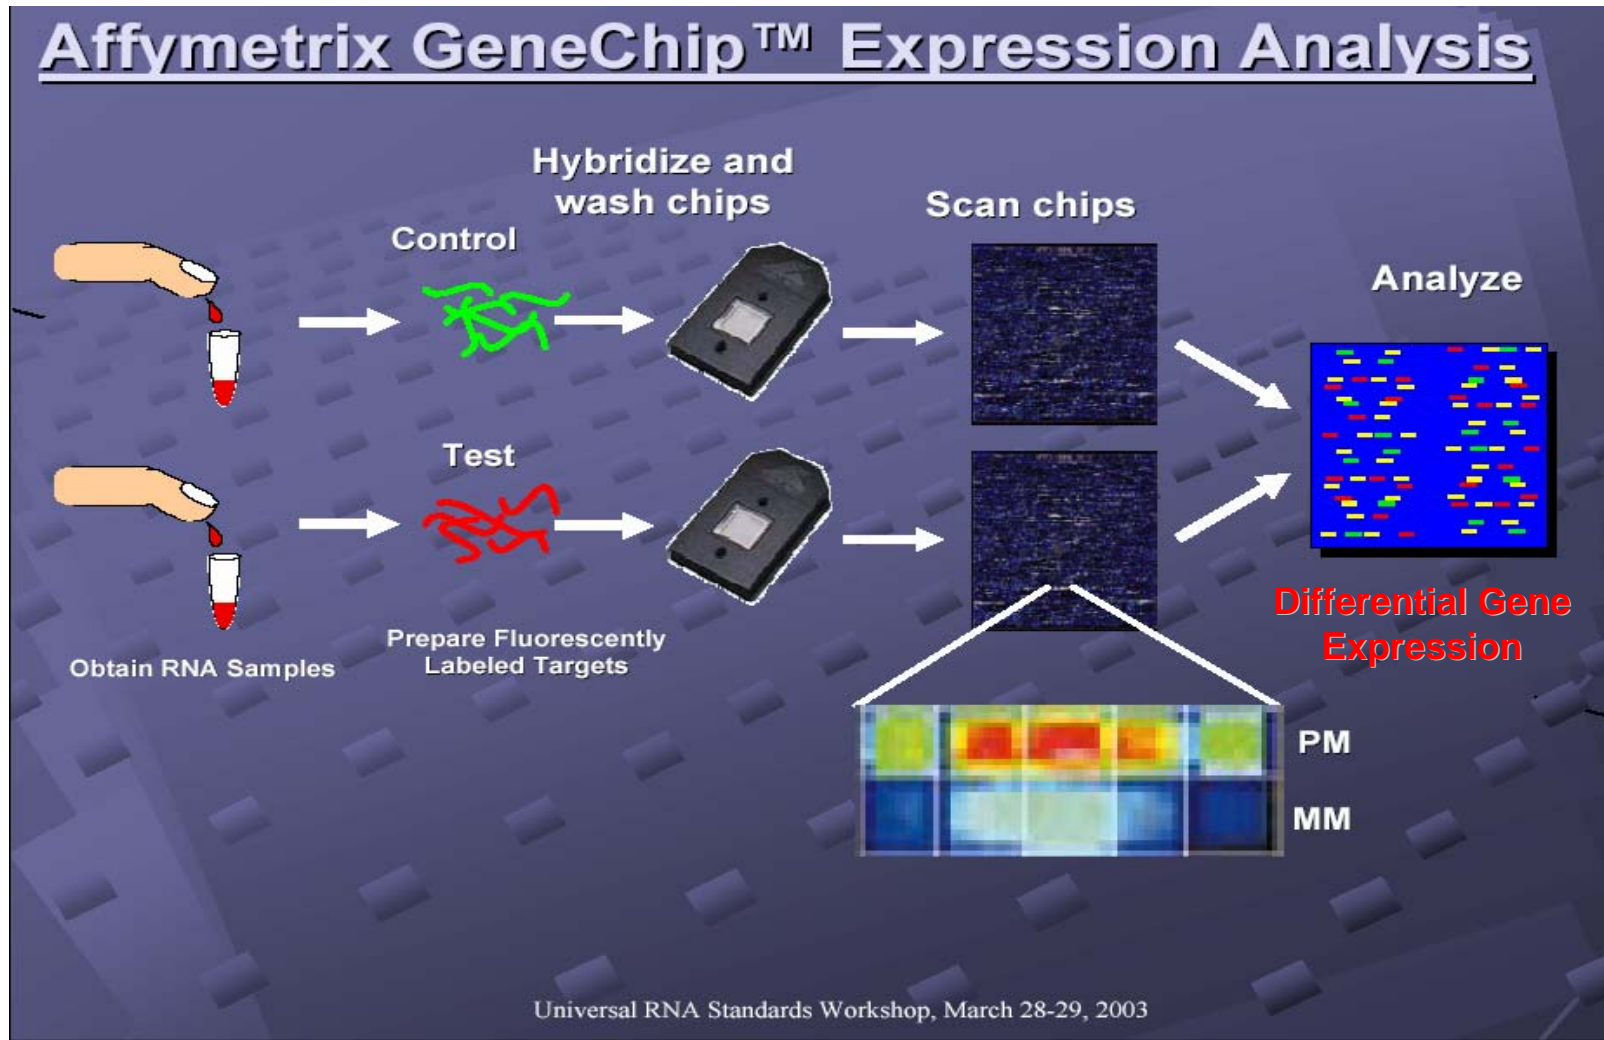 Affymetrix GeneChip™ Expression Analysis
Hybridize and
wash chips
Scan chips
Control
Analyze
Test
Differential Gene
Expression
Prepare Fluorescently
Labeled Targets
Obtain RNA Samples
PM
MM
Universal RNA Standards Workshop, March 28-29, 2003